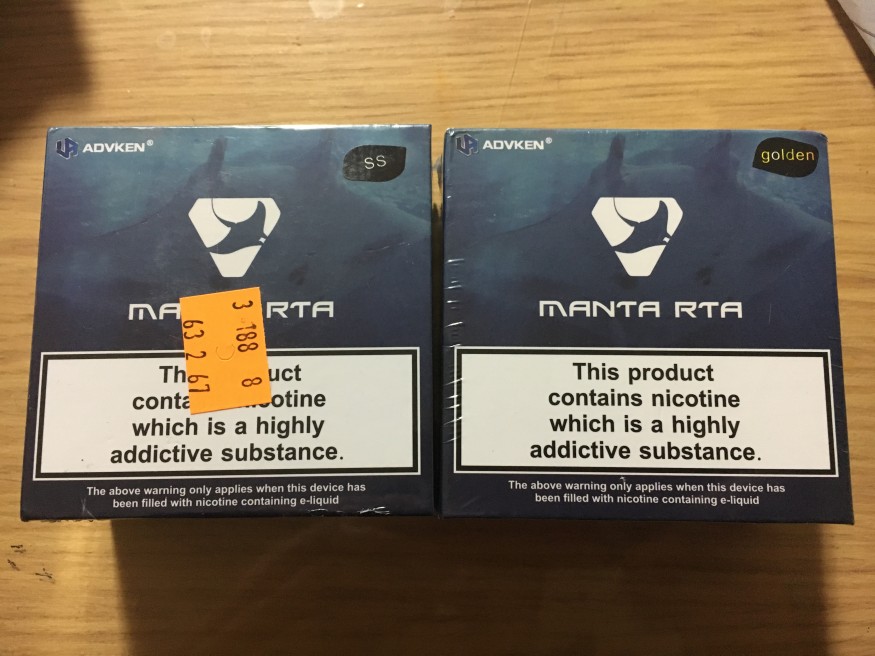 ADVKEN®
SS
MA RTA
3 188 8
63 2 67
Th uct
conta icotine
which is a highly
addictive substance.
The above warning only applies when this device has
been filled with nicotine containing e-liquid
ADVKEN®
golden
MANTA RTA
This product
contains nicotine
which is a highly
addictive substance.
The above warning only applies when this device has
been filled with nicotine containing e-liquid